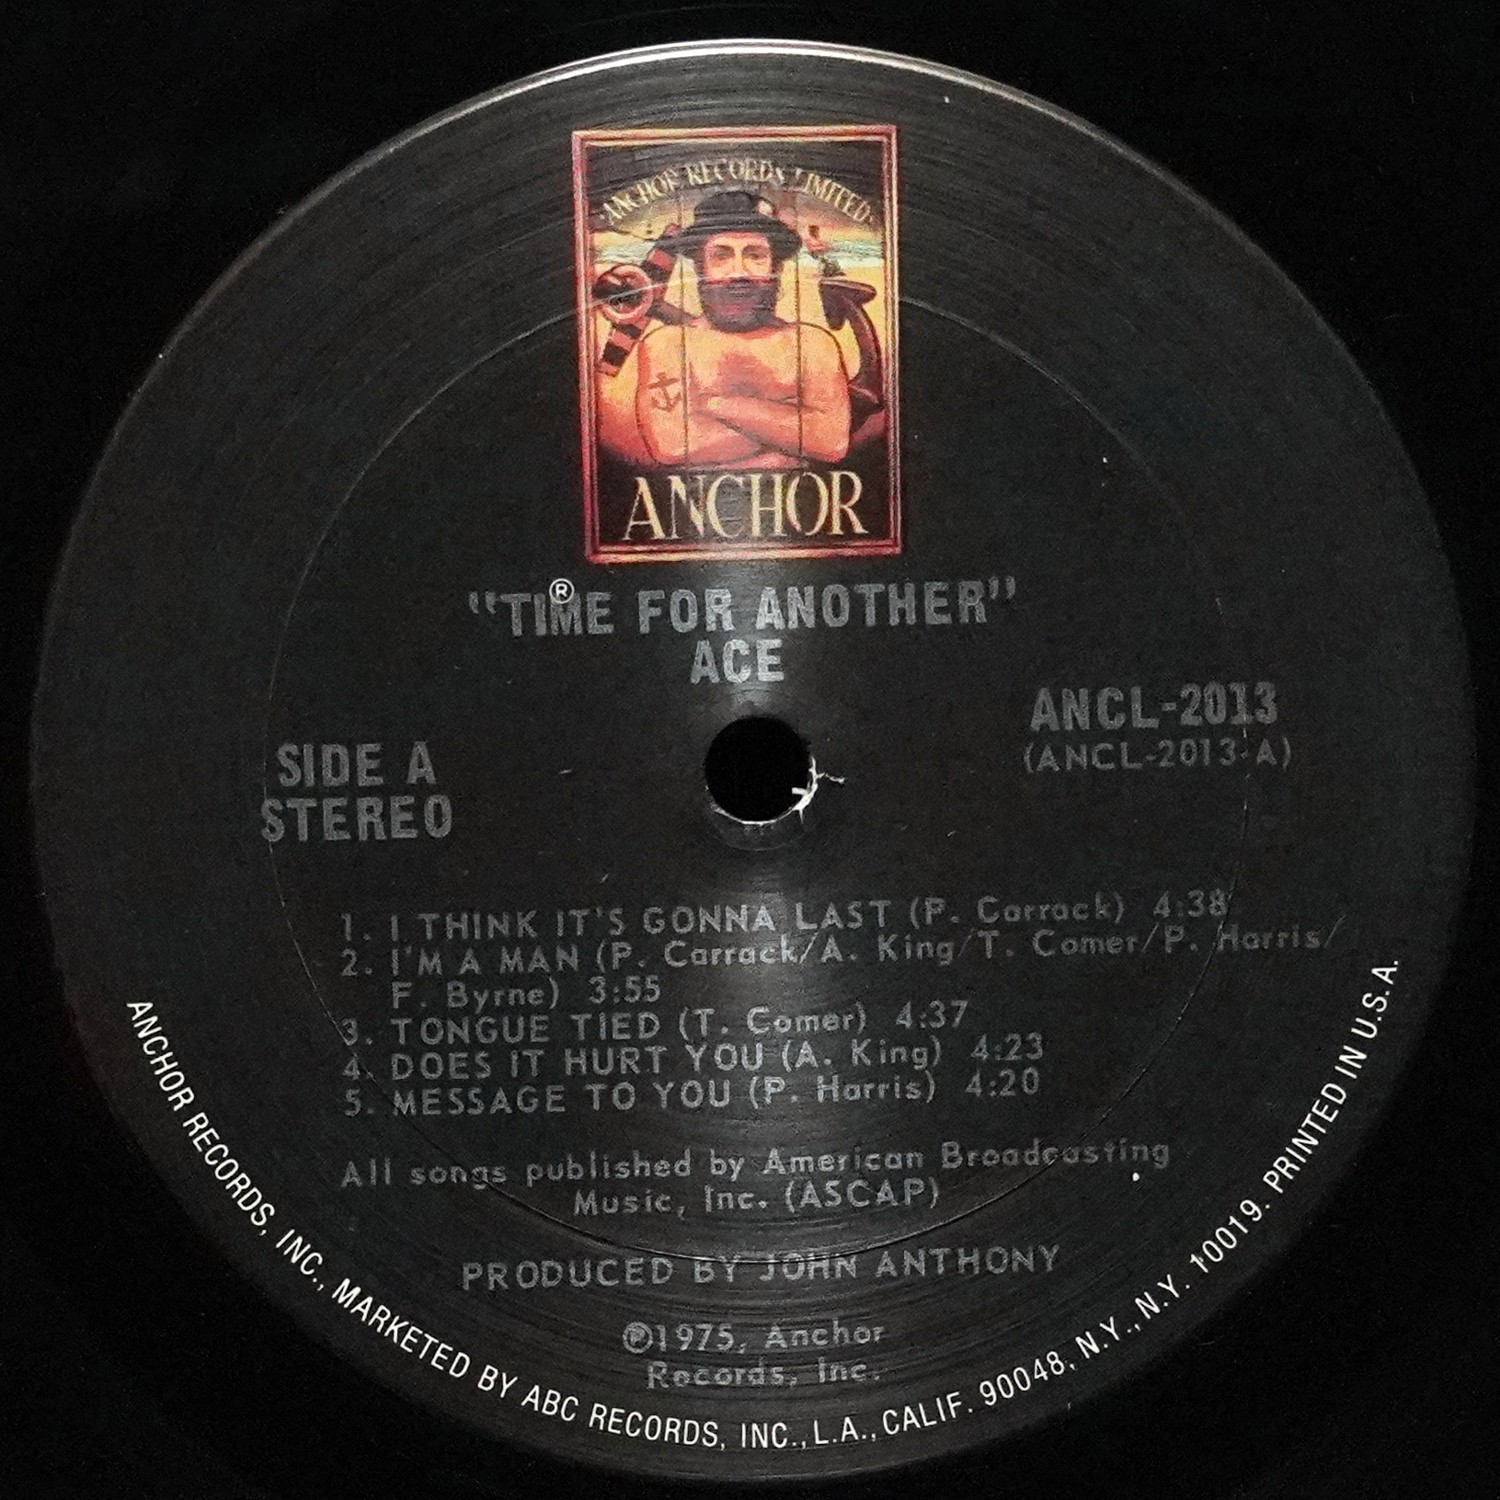 ANCHOR RECORDS LIMITED
ANCHOR
®
"TIME FOR ANOTHER"
ACE
ANCL-2013
(ANCL-2013-A)
SIDE A
STEREO
1. I THINK IT'S GONNA LAST (P. Carrack) 4:38
2. I'M A MAN (P. Carrack/A. King/T. Comer/P. Harris/
F. Byrne) 3:55
3. TONGUE TIED (T. Comer) 4:37
4. DOES IT HURT YOU (A. King) 4:23
5. MESSAGE TO YOU (P. Harris) 4:20
All songs published by American Broadcasting
Music, Inc. (ASCAP)
PRODUCED BY JOHN ANTHONY
℗1975, Anchor
Records, Inc.
ANCHOR RECORDS, INC., MARKETED BY ABC RECORDS, INC., L.A., CALIF. 90048, N.Y., N.Y. 10019. PRINTED IN U.S.A.